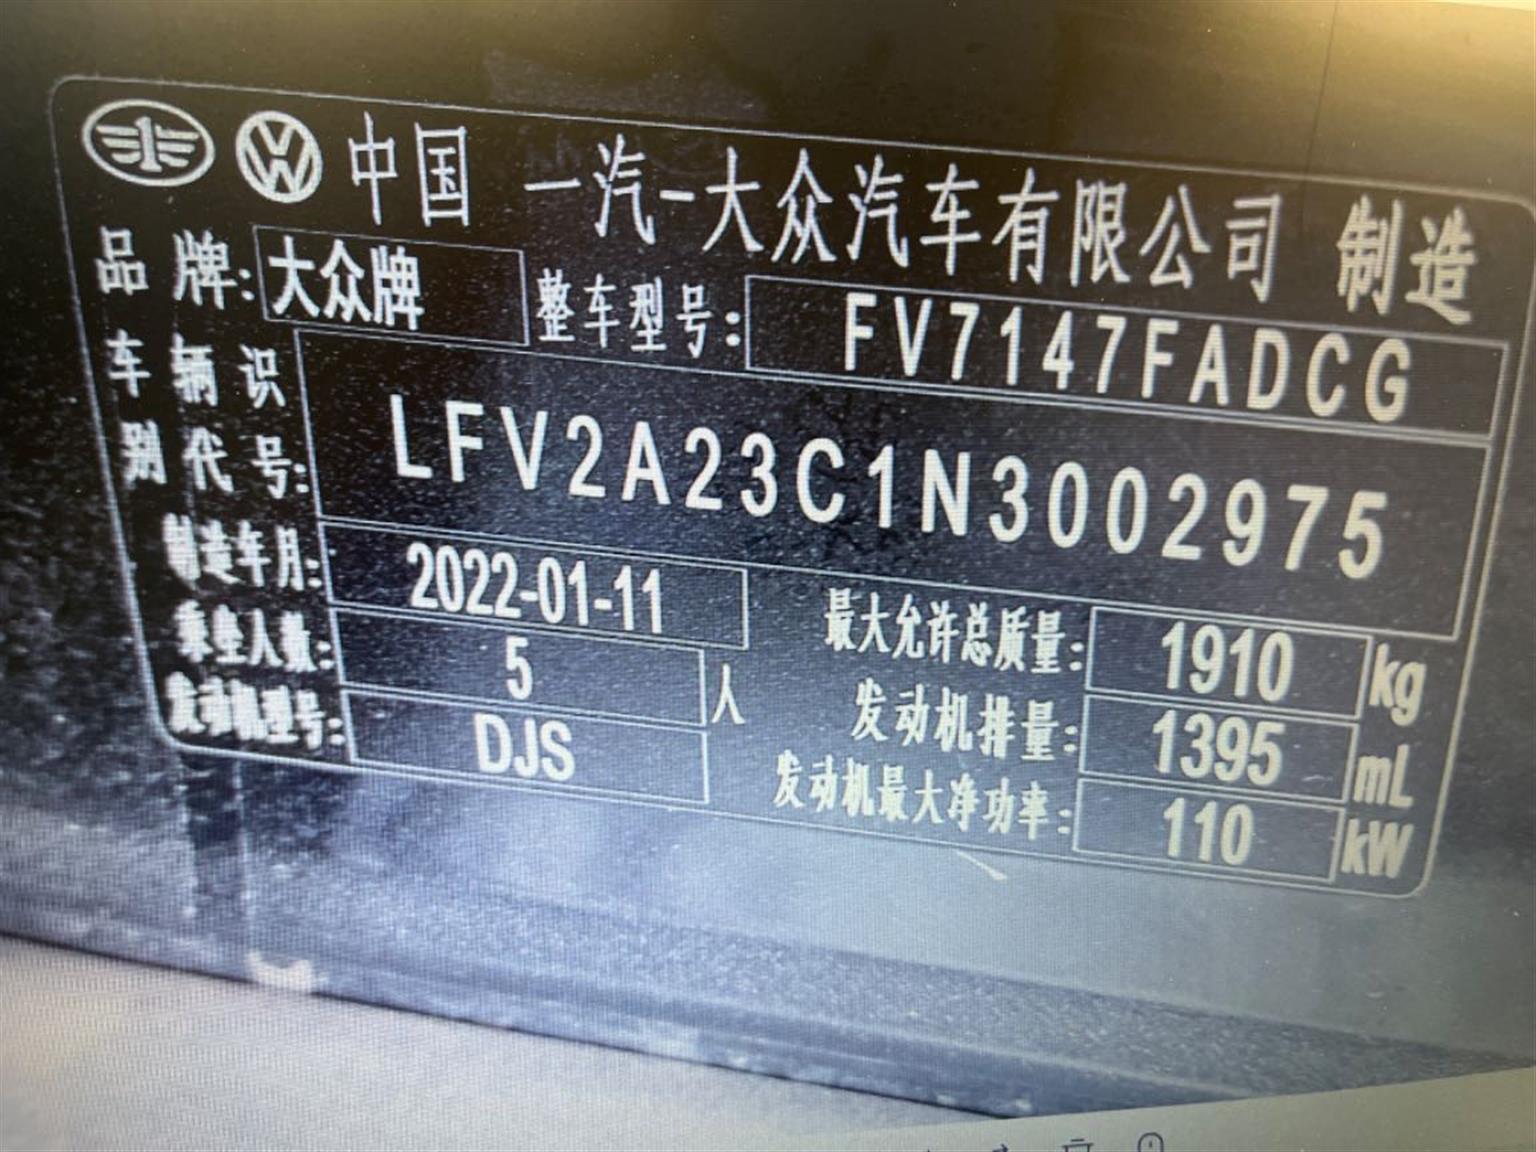 中国 一汽-大众汽车有限公司 制造
品牌: 大众牌 整车型号: FV7147FADCG
车辆识别代号: LFV2A23C1N3002975
制造年月: 2022-01-11
乘坐人数: 5 人
发动机型号: DJS
最大允许总质量: 1910 kg
发动机排量: 1395 mL
发动机最大净功率: 110 kW